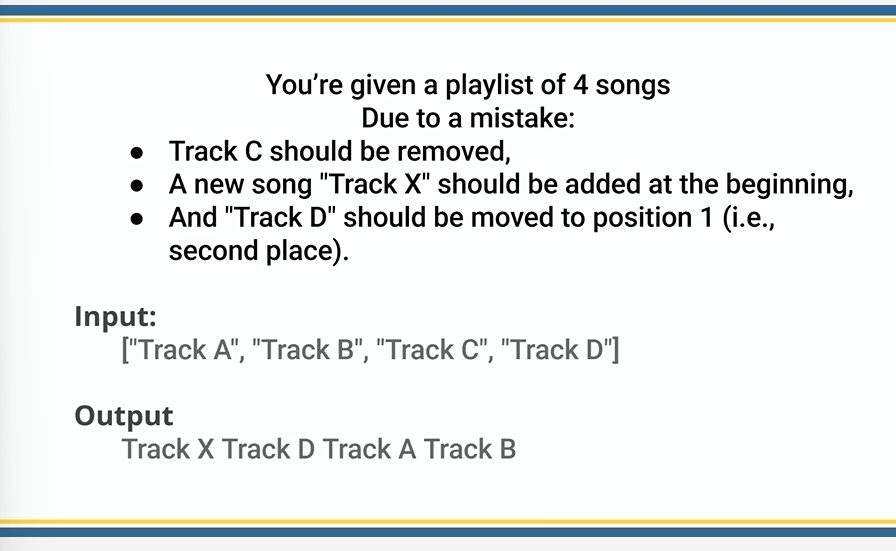 You’re given a playlist of 4 songs
Due to a mistake:
● Track C should be removed,
● A new song "Track X" should be added at the beginning,
● And "Track D" should be moved to position 1 (i.e.,
second place).
Input:
["Track A", "Track B", "Track C", "Track D"]
Output
Track X Track D Track A Track B